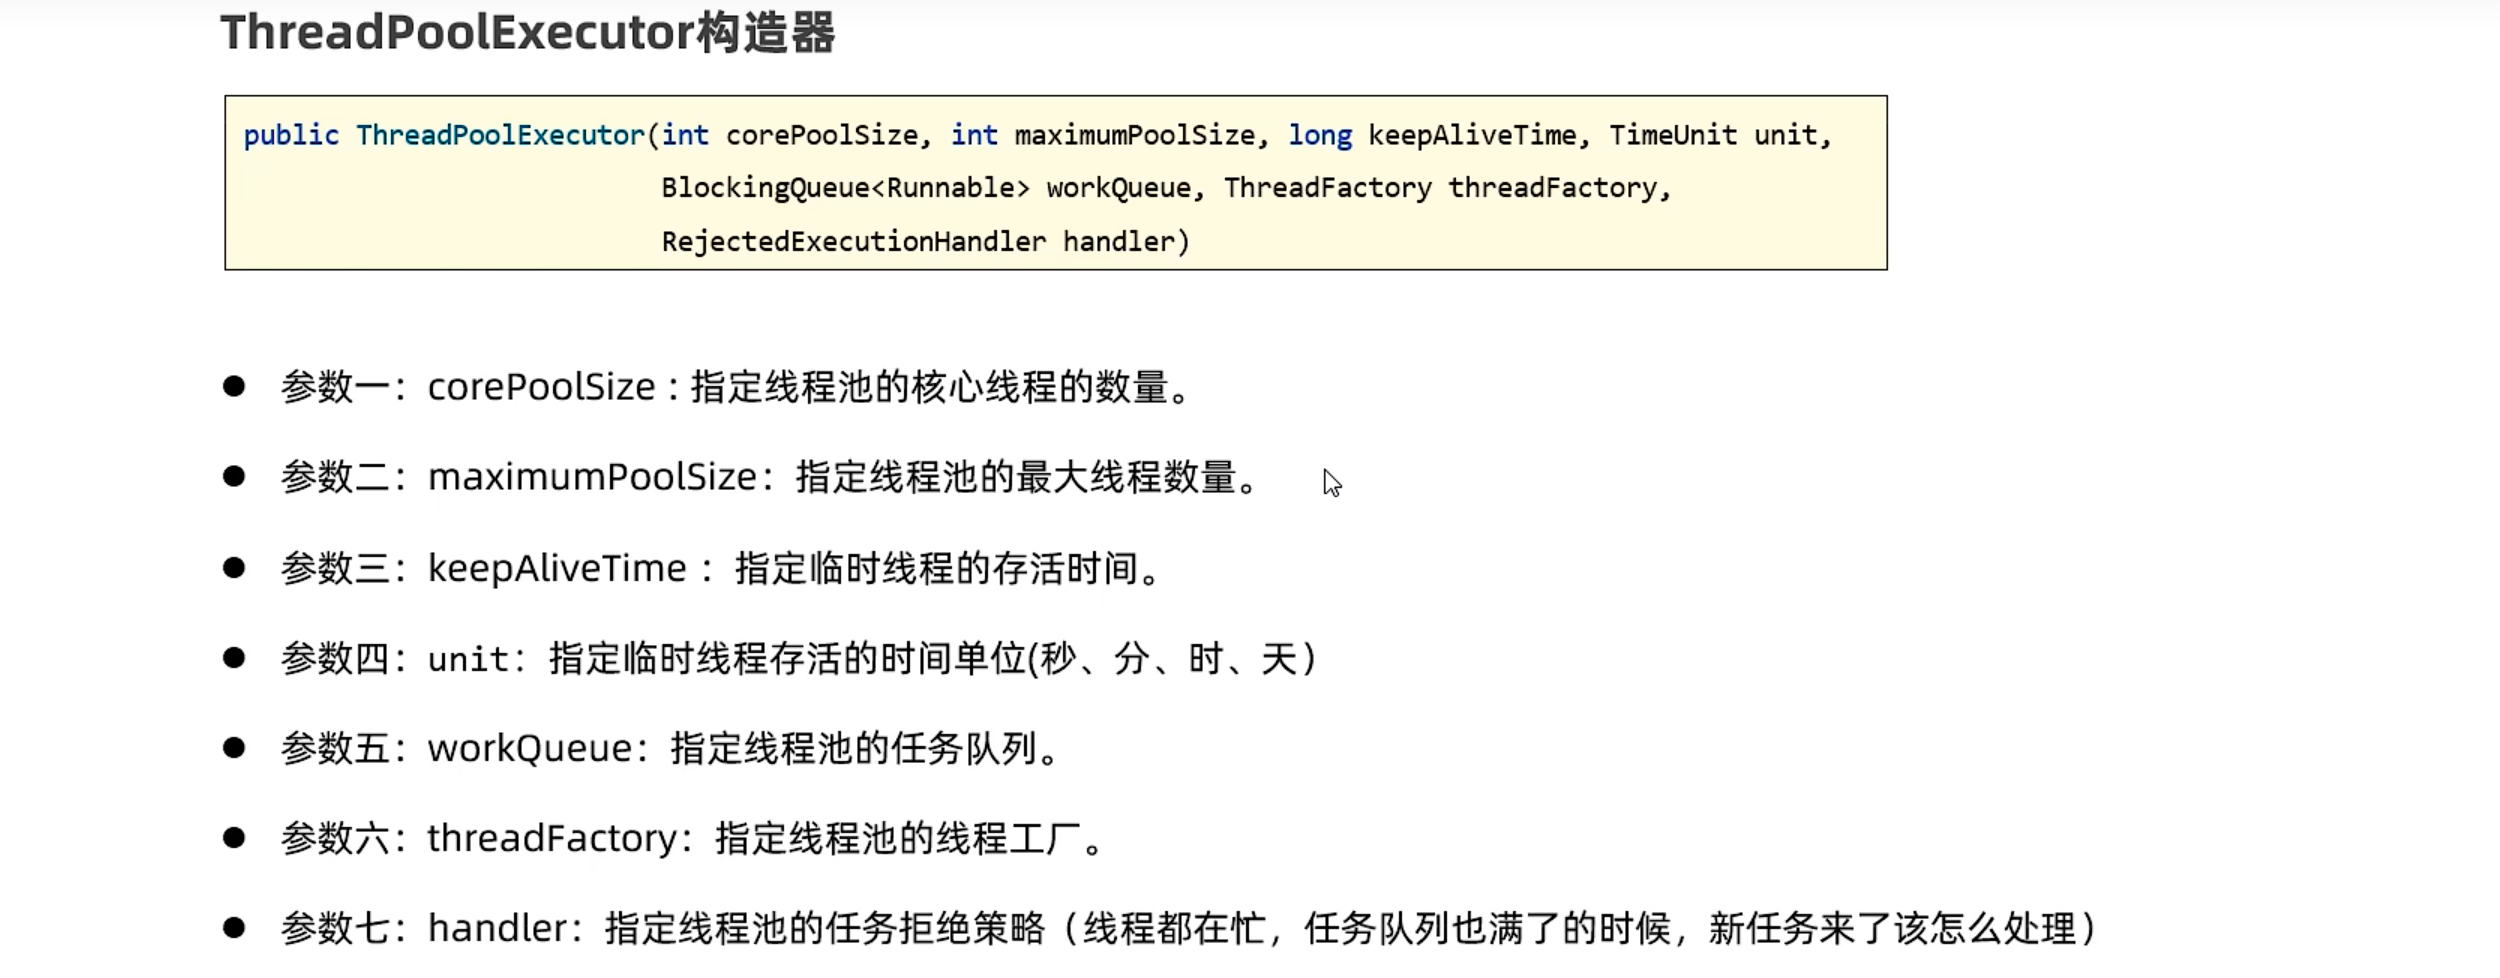 ThreadPoolExecutor构造器
public ThreadPoolExecutor(int corePoolSize, int maximumPoolSize, long keepAliveTime, TimeUnit unit,
BlockingQueue<Runnable> workQueue, ThreadFactory threadFactory,
RejectedExecutionHandler handler)
● 参数一：corePoolSize : 指定线程池的核心线程的数量。
● 参数二：maximumPoolSize：指定线程池的最大线程数量。
● 参数三：keepAliveTime ：指定临时线程的存活时间。
● 参数四：unit：指定临时线程存活的时间单位(秒、分、时、天）
● 参数五：workQueue：指定线程池的任务队列。
● 参数六：threadFactory：指定线程池的线程工厂。
● 参数七：handler：指定线程池的任务拒绝策略（线程都在忙，任务队列也满了的时候，新任务来了该怎么处理）